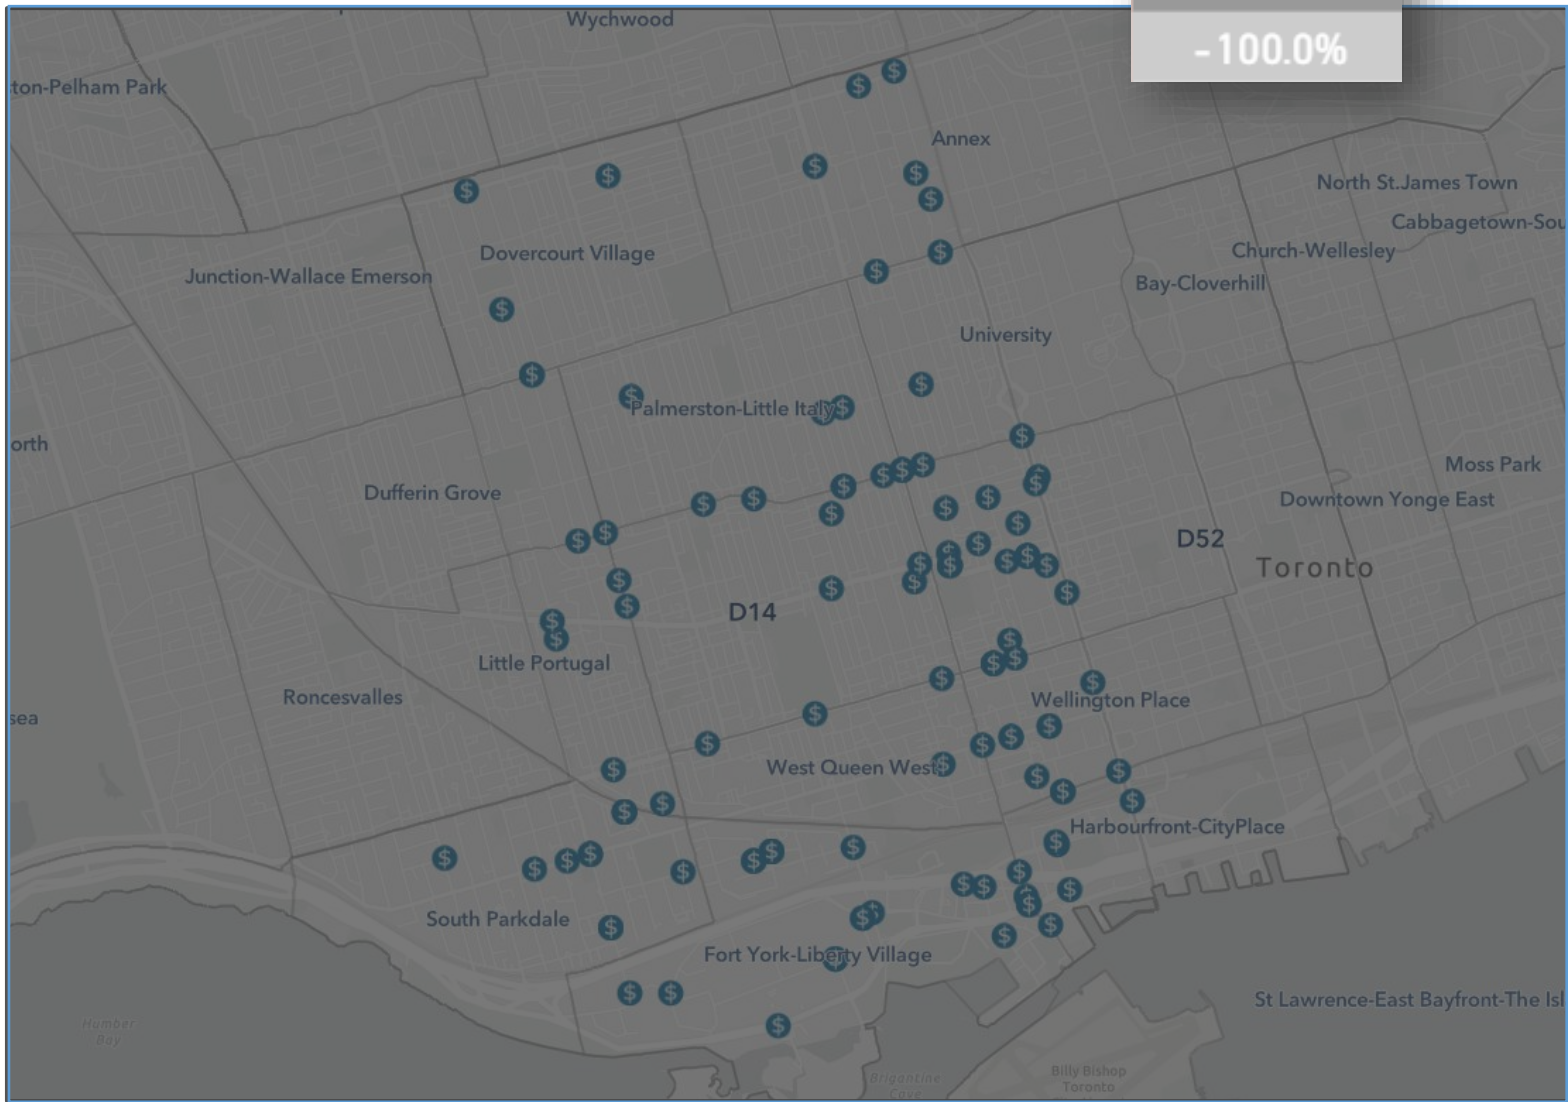 Wychwood
-100.0%
ton-Pelham Park
Annex
North St.James Town
Cabbagetown-Sou
Dovercourt Village
Church-Wellesley
Junction-Wallace Emerson
Bay-Cloverhill
University
Palmerston-Little Italy
orth
Moss Park
Dufferin Grove
Downtown Yonge East
D52
Toronto
D14
Little Portugal
Roncesvalles
Wellington Place
sea
West Queen West
Harbourfront-CityPlace
South Parkdale
Fort York-Liberty Village
St Lawrence-East Bayfront-The Isl
Humber
Bay
Billy Bishop
Toronto
Brigantine
Cove